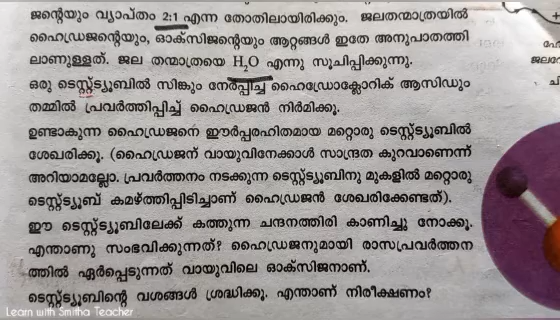 ജന്റെയും വ്യാപ്തം 2:1 എന്ന തോതിലായിരിക്കും. ജലതന്മാത്രയിൽ
ഹൈഡ്രജന്റെയും, ഓക്സിജന്റെയും ആറ്റങ്ങൾ ഇതേ അനുപാതത്തി
ലാണുള്ളത്. ജല തന്മാത്രയെ H₂O എന്നു സൂചിപ്പിക്കുന്നു.
ഒരു ടെസ്റ്റ്ട്യൂബിൽ സിങ്കും നേർപ്പിച്ച ഹൈഡ്രോക്ലോറിക് ആസിഡും
തമ്മിൽ പ്രവർത്തിപ്പിച്ച് ഹൈഡ്രജൻ നിർമിക്കൂ.
ഉണ്ടാകുന്ന ഹൈഡ്രജനെ ഈർപ്പരഹിതമായ മറ്റൊരു ടെസ്റ്റ്ട്യൂബിൽ
ശേഖരിക്കൂ. (ഹൈഡ്രജന് വായുവിനേക്കാൾ സാന്ദ്രത കുറവാണെന്ന്
അറിയാമല്ലോ. പ്രവർത്തനം നടക്കുന്ന ടെസ്റ്റ്ട്യൂബിനു മുകളിൽ മറ്റൊരു
ടെസ്റ്റ്ട്യൂബ് കമഴ്ത്തിപ്പിടിച്ചാണ് ഹൈഡ്രജൻ ശേഖരിക്കേണ്ടത്).
ഈ ടെസ്റ്റ്ട്യൂബിലേക്ക് കത്തുന്ന ചന്ദനത്തിരി കാണിച്ചു നോക്കൂ.
എന്താണു സംഭവിക്കുന്നത്? ഹൈഡ്രജനുമായി രാസപ്രവർത്തന
ത്തിൽ ഏർപ്പെടുന്നത് വായുവിലെ ഓക്സിജനാണ്.
ടെസ്റ്റ്ട്യൂബിന്റെ വശങ്ങൾ ശ്രദ്ധിക്കൂ. എന്താണ് നിരീക്ഷണം?
Learn with Smitha Teacher